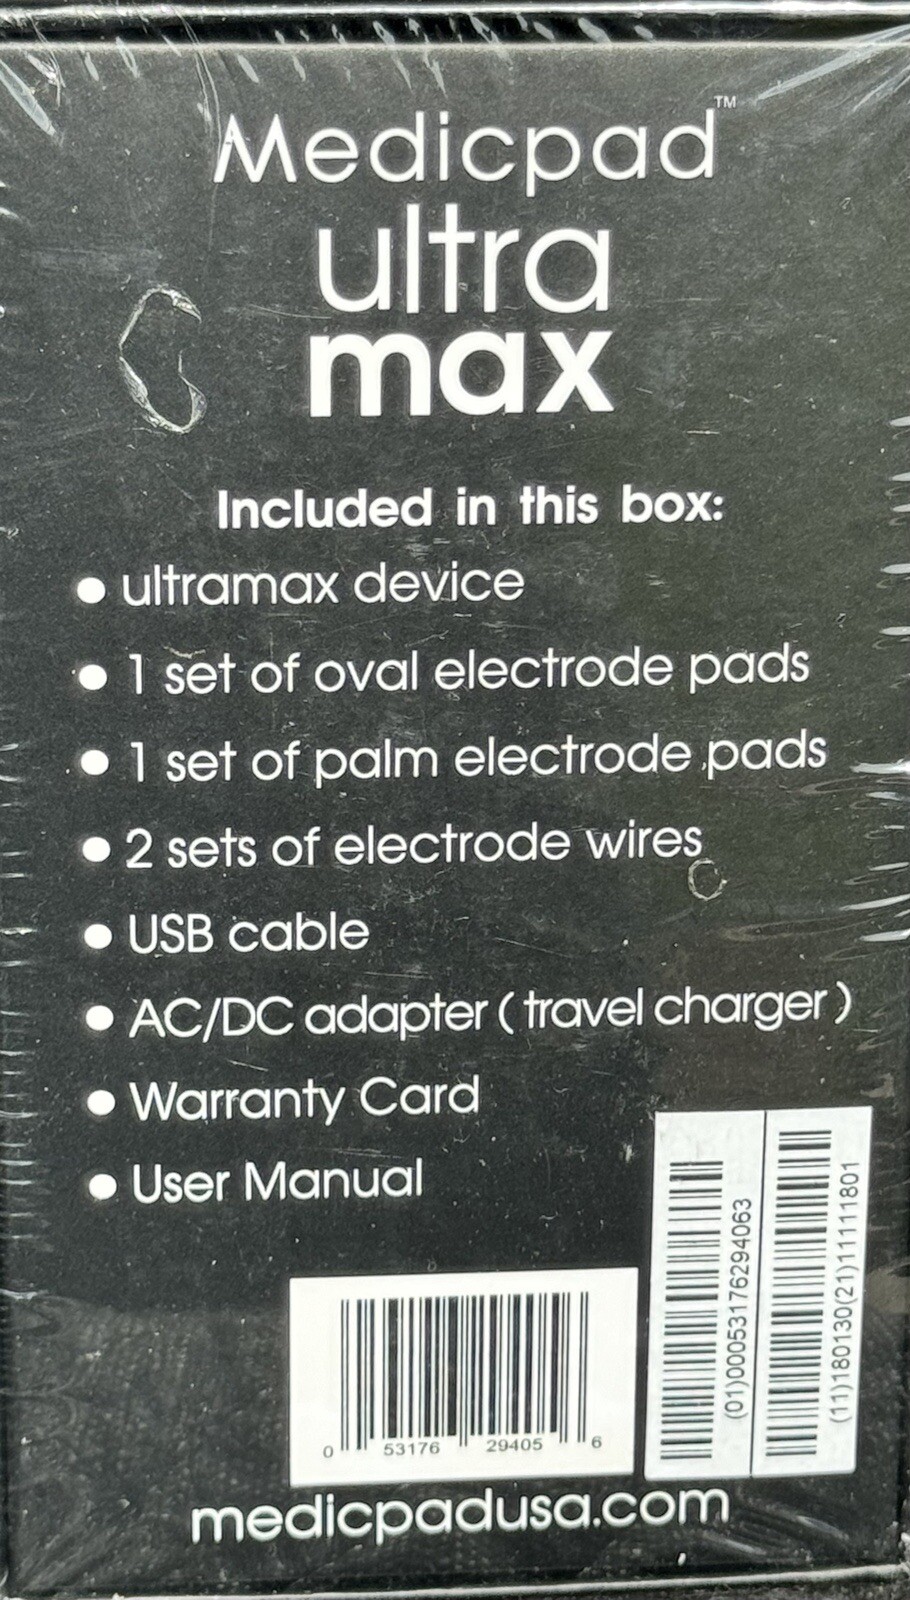 Medicpad™
ultra
max
Included in this box:
● ultramax device
● 1 set of oval electrode pads
● 1 set of palm electrode pads
● 2 sets of electrode wires
● USB cable
● AC/DC adapter ( travel charger )
● Warranty Card
● User Manual
0 53176 29405 6
(01)00053176294063
(11)180130(21)11111801
medicpadusa.com